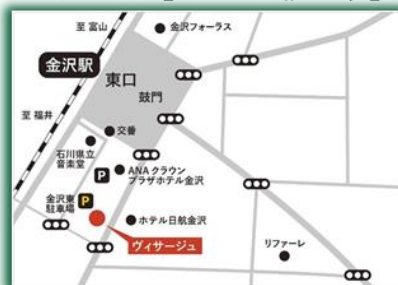 至 富山
金沢フォーラス
金沢駅
東口
鼓門
至 福井
交番
石川県立
音楽堂
P
ANAクラウン
プラザホテル金沢
金沢東
駐車場
P
ホテル日航金沢
ヴィサージュ
リファーレ